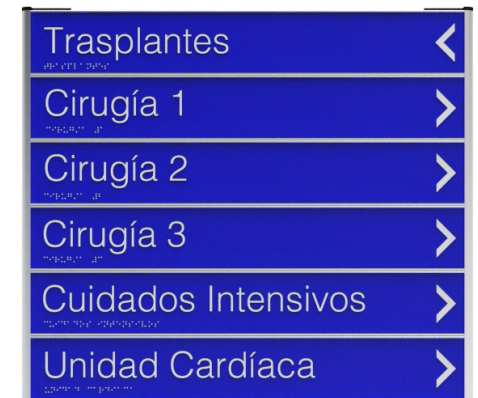 Trasplantes
Cirugía 1
Cirugía 2
Cirugía 3
Cuidados Intensivos
Unidad Cardíaca